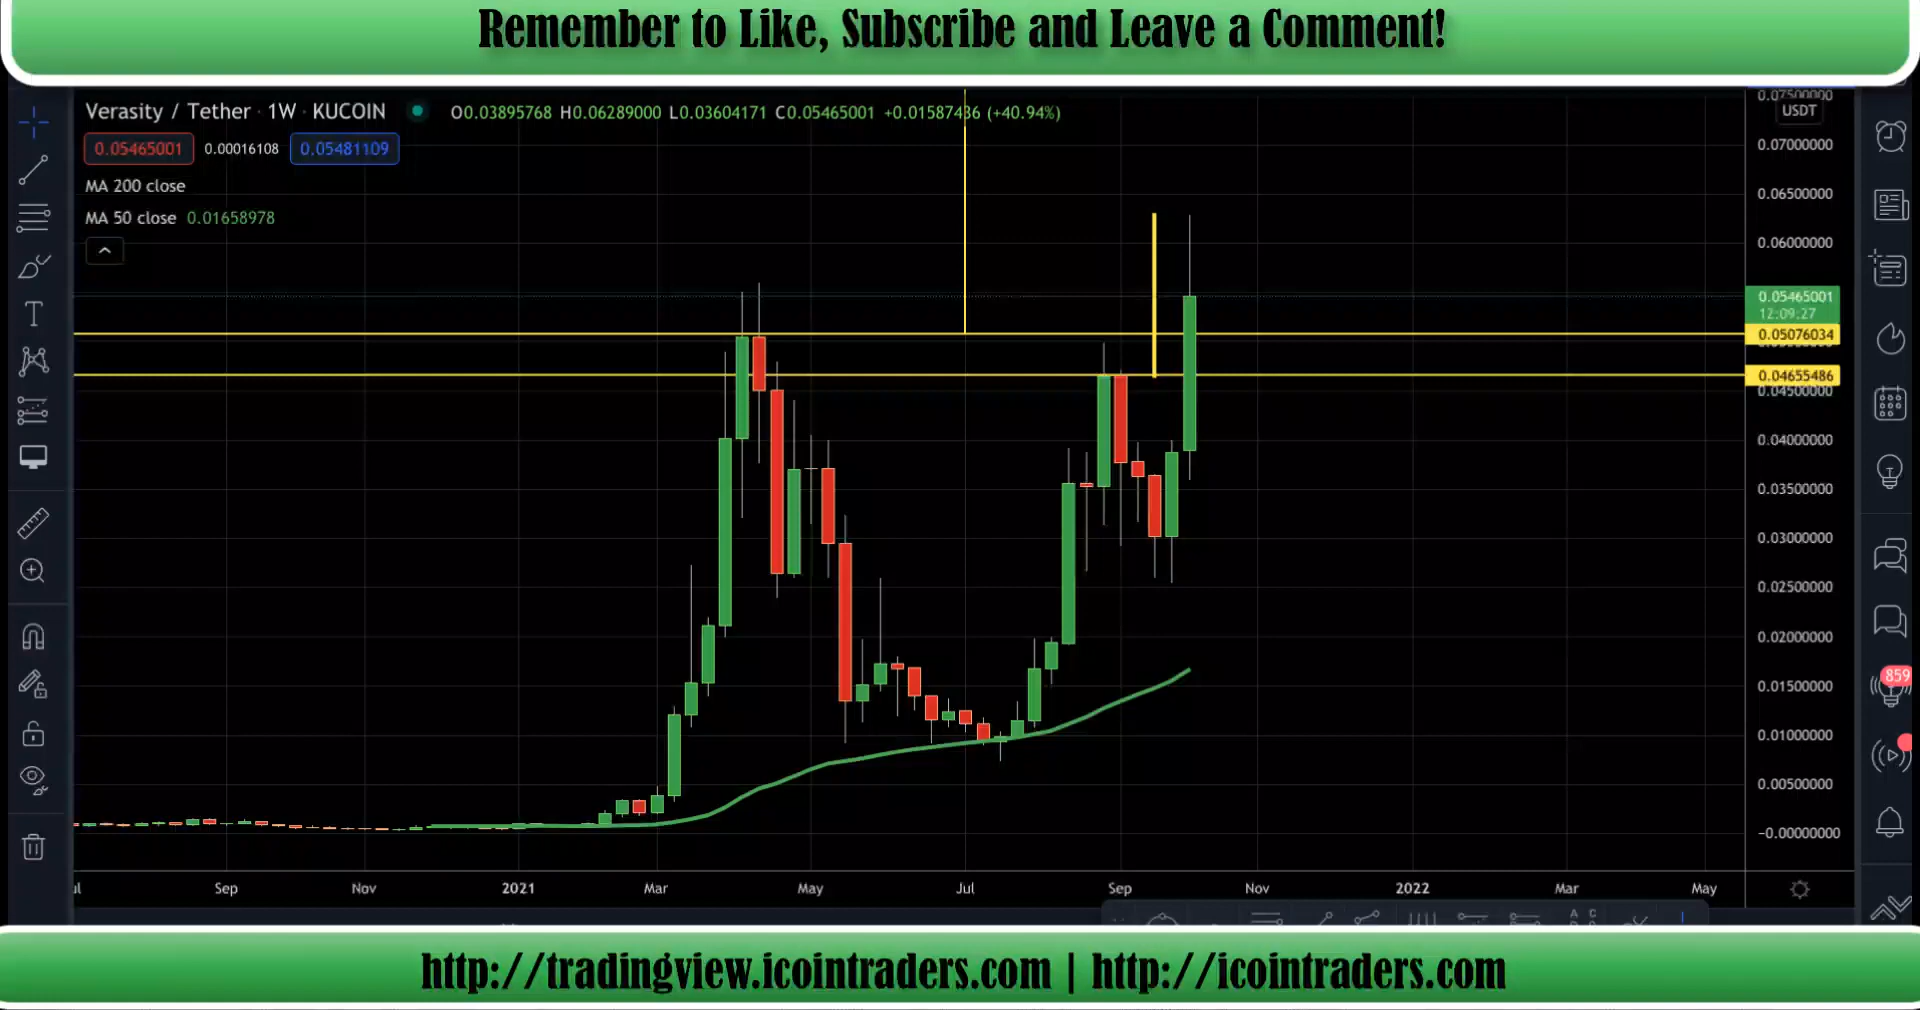 Remember to Like, Subscribe and Leave a Comment!
Verasity / Tether · 1W · KUCOIN O0.03895768 H0.06289000 L0.03604171 C0.05465001 +0.01587436 (+40.94%)
0.05465001 0.00016108 0.05481109
MA 200 close
MA 50 close 0.01658978
0.07500000
USDT
0.07000000
0.06500000
0.06000000
0.05465001
12:09:27
0.05076034
0.04655486
0.04500000
0.04000000
0.03500000
0.03000000
0.02500000
0.02000000
859
0.01500000
0.01000000
0.00500000
-0.00000000
Sep Nov 2021 Mar May Jul Sep Nov 2022 Mar May
http://tradingview.icointraders.com | http://icointraders.com